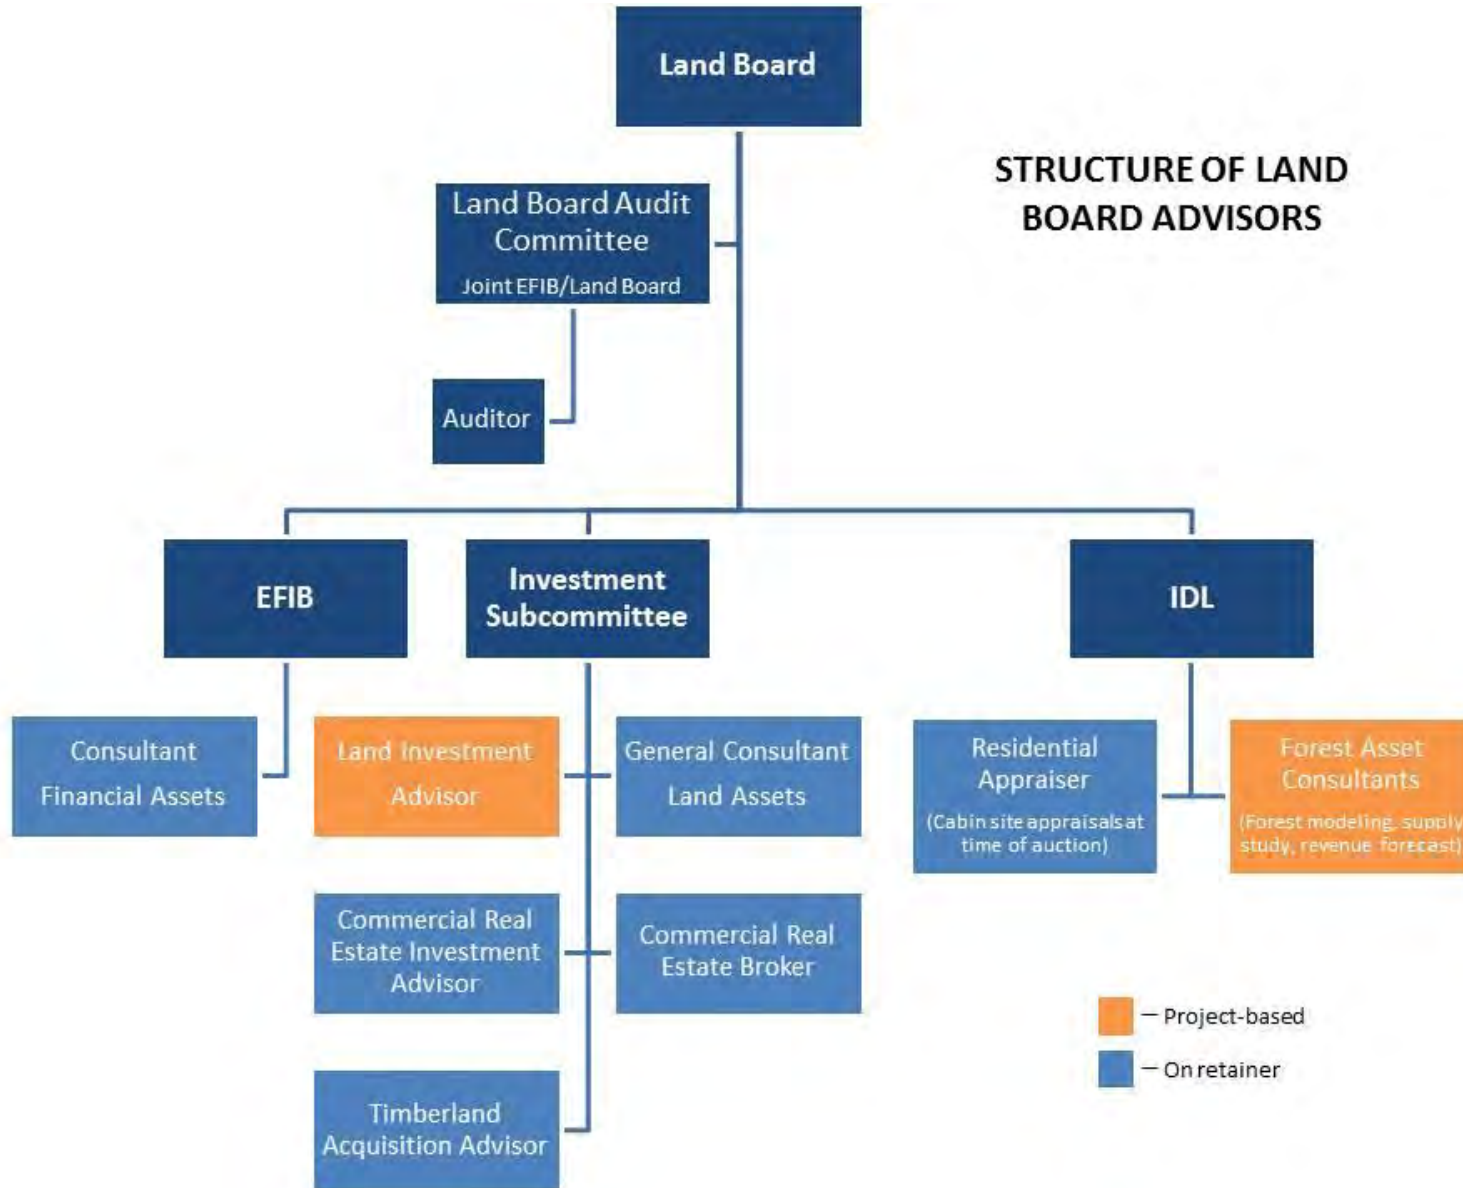 Land Board
STRUCTURE OF LAND
BOARD ADVISORS
Land Board Audit
Committee
Joint EFIB/Land Board
Auditor
EFIB
Investment
Subcommittee
IDL
Consultant
Financial Assets
Land Investment
Advisor
General Consultant
Land Assets
Residential
Appraiser
(Cabin site appraisals at
time of auction)
Forest Asset
Consultants
(Forest modeling, supply
study, revenue forecast)
Commercial Real
Estate Investment
Advisor
Commercial Real
Estate Broker
Timberland
Acquisition Advisor
– Project-based
– On retainer